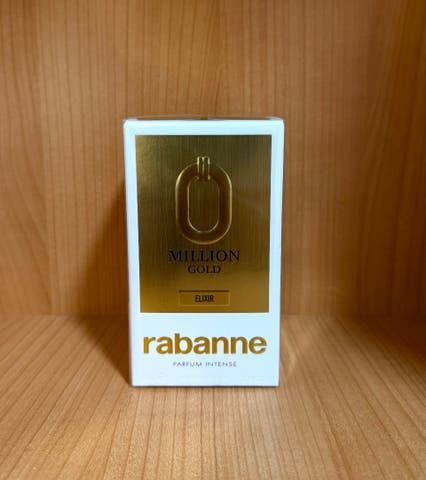 MILLION
GOLD
ELIXIR
rabanne
PARFUM INTENSE